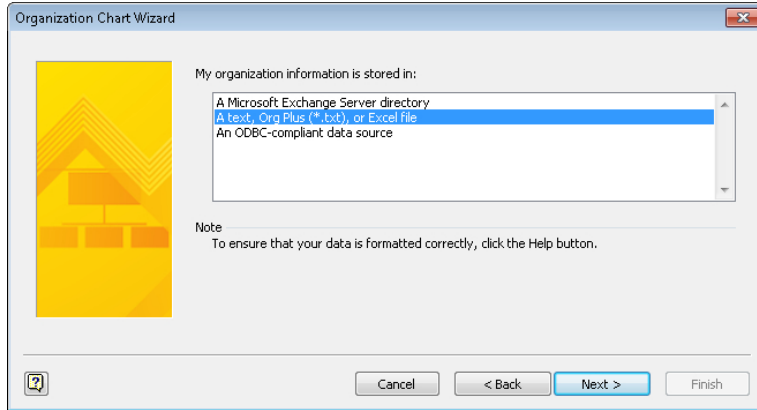 Organization Chart Wizard
My organization information is stored in:
A Microsoft Exchange Server directory
A text, Org Plus (*.txt), or Excel file
An ODBC-compliant data source
Note
To ensure that your data is formatted correctly, click the Help button.
Cancel
< Back
Next >
Finish